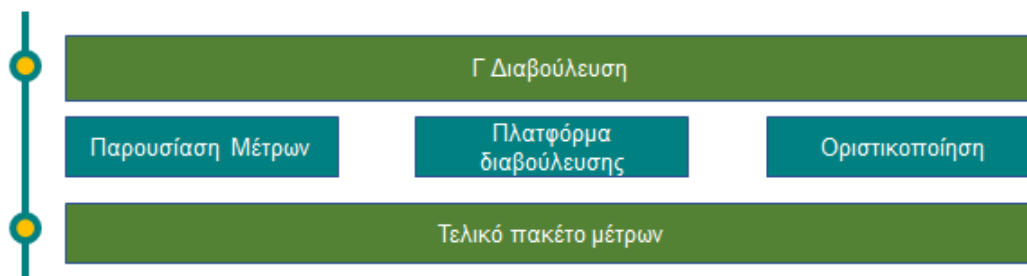 Γ Διαβούλευση
Παρουσίαση Μέτρων
Πλατφόρμα
διαβούλευσης
Οριστικοποίηση
Τελικό πακέτο μέτρων